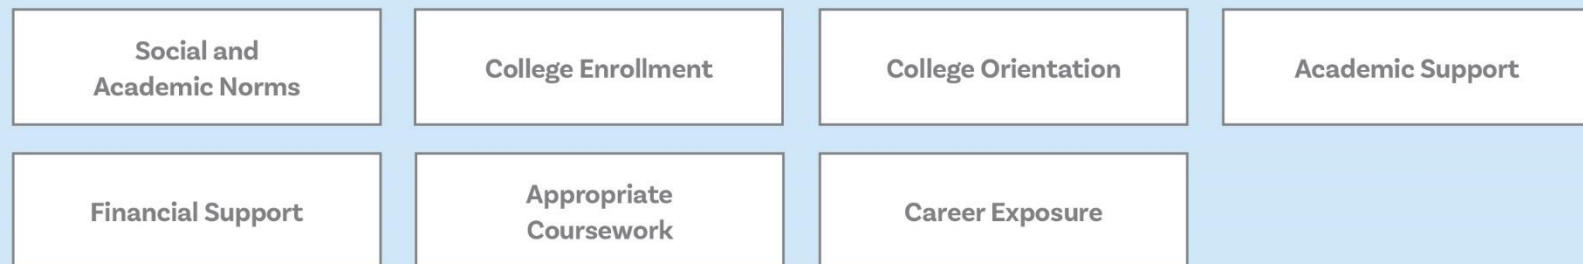 Social and
Academic Norms
College Enrollment
College Orientation
Academic Support
Financial Support
Appropriate
Coursework
Career Exposure